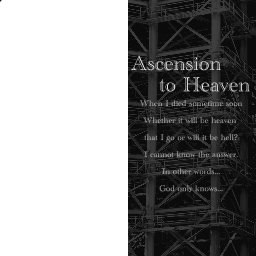 Ascension
to Heaven
When I died sometime soon
Whether it will be heaven
that I go or will it be hell?
I cannot know the answer.
In other words...
God only knows...